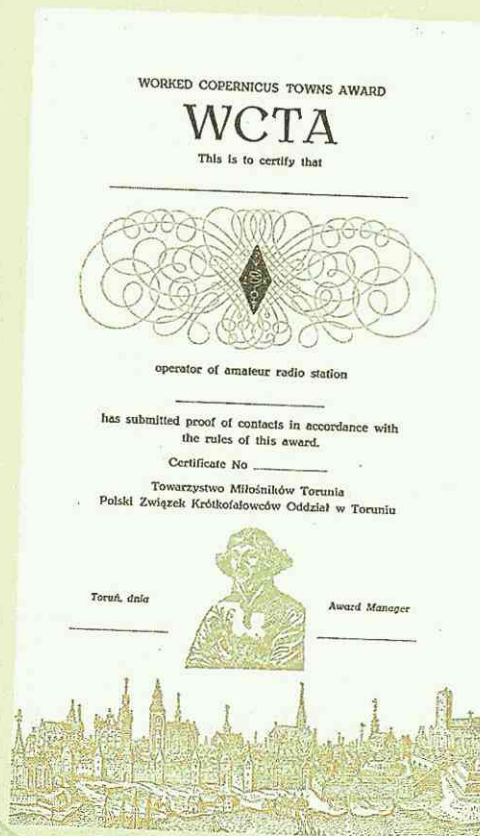 WORKED COPERNICUS TOWNS AWARD
WCTA
This is to certify that
operator of amateur radio station
has submitted proof of contacts in accordance with
the rules of this award.
Certificate No
Towarzystwo Miłośników Torunia
Polski Związek Krótkofalowców Oddział w Toruniu
Toruń, dnia
Award Manager